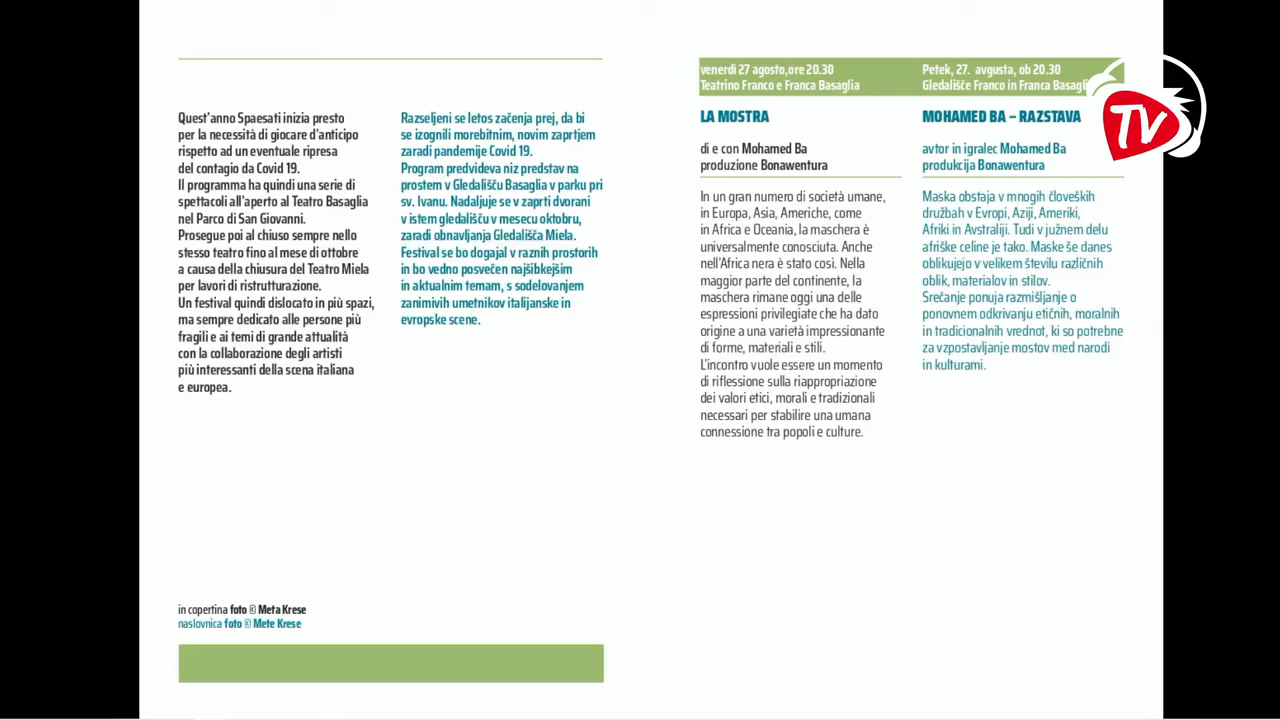 Quest'anno Spaesati inizia presto
per la necessità di giocare d'anticipo
rispetto ad un eventuale ripresa
del contagio da Covid 19.
Il programma ha quindi una serie di
spettacoli all'aperto al Teatro Basaglia
nel Parco di San Giovanni.
Prosegue poi al chiuso sempre nello
stesso teatro fino al mese di ottobre
a causa della chiusura del Teatro Miela
per lavori di ristrutturazione.
Un festival quindi dislocato in più spazi,
ma sempre dedicato alle persone più
fragili e ai temi di grande attualità
con la collaborazione degli artisti
più interessanti della scena italiana
e europea.
Razseljeni se letos začenja prej, da bi
se izognili morebitnim, novim zaprtjem
zaradi pandemije Covid 19.
Program predvideva niz predstav na
prostem v Gledališču Basaglia v parku pri
sv. Ivanu. Nadaljuje se v zaprti dvorani
v istem gledališču v mesecu oktobru,
zaradi obnavljanja Gledališča Miela.
Festival se bo dogajal v raznih prostorih
in bo vedno posvečen najšibkejšim
in aktualnim temam, s sodelovanjem
zanimivih umetnikov italijanske in
evropske scene.
in copertina foto © Meta Krese
naslovnica foto © Mete Krese
venerdì 27 agosto,ore 20.30
Teatrino Franco e Franca Basaglia
LA MOSTRA
di e con Mohamed Ba
produzione Bonawentura
In un gran numero di società umane,
in Europa, Asia, Americhe, come
in Africa e Oceania, la maschera è
universalmente conosciuta. Anche
nell'Africa nera è stato così. Nella
maggior parte del continente, la
maschera rimane oggi una delle
espressioni privilegiate che ha dato
origine a una varietà impressionante
di forme, materiali e stili.
L'incontro vuole essere un momento
di riflessione sulla riappropriazione
dei valori etici, morali e tradizionali
necessari per stabilire una umana
connessione tra popoli e culture.
Petek, 27. avgusta, ob 20.30
Gledališče Franco in Franca
MOHAMED BA – RAZSTAVA
avtor in igralec Mohamed Ba
produkcija Bonawentura
Maska obstaja v mnogih človeških
družbah v Evropi, Aziji, Ameriki,
Afriki in Avstraliji. Tudi v južnem delu
afriške celine je tako. Maske še danes
oblikujejo v velikem številu različnih
oblik, materialov in stilov.
Srečanje ponuja razmišljanje o
ponovnem odkrivanju etičnih, moralnih
in tradicionalnih vrednot, ki so potrebne
za vzpostavljanje mostov med narodi
in kulturami.
TV